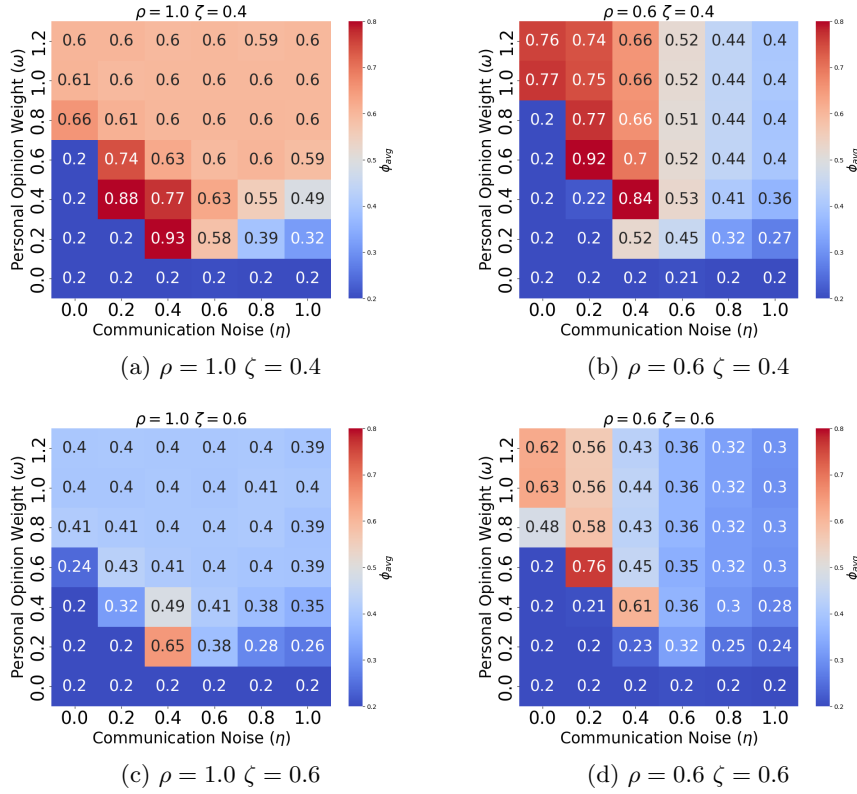 ρ = 1.0 ζ = 0.4
Personal Opinion Weight (ω)
1.2 0.6 0.6 0.6 0.6 0.59 0.6
1.0 0.61 0.6 0.6 0.6 0.6 0.6
0.8 0.66 0.61 0.6 0.6 0.6 0.6
0.6 0.2 0.74 0.63 0.6 0.6 0.59
0.4 0.2 0.88 0.77 0.63 0.55 0.49
0.2 0.2 0.2 0.93 0.58 0.39 0.32
0.0 0.2 0.2 0.2 0.2 0.2 0.2
0.0 0.2 0.4 0.6 0.8 1.0
Communication Noise (η)
0.8
0.7
0.6
0.5
0.4
0.3
0.2
ϕavg
(a) ρ = 1.0 ζ = 0.4
ρ = 0.6 ζ = 0.4
Personal Opinion Weight (ω)
1.2 0.76 0.74 0.66 0.52 0.44 0.4
1.0 0.77 0.75 0.66 0.52 0.44 0.4
0.8 0.2 0.77 0.66 0.51 0.44 0.4
0.6 0.2 0.92 0.7 0.52 0.44 0.4
0.4 0.2 0.22 0.84 0.53 0.41 0.36
0.2 0.2 0.2 0.52 0.45 0.32 0.27
0.0 0.2 0.2 0.2 0.21 0.2 0.2
0.0 0.2 0.4 0.6 0.8 1.0
Communication Noise (η)
0.8
0.7
0.6
0.5
0.4
0.3
0.2
ϕavg
(b) ρ = 0.6 ζ = 0.4
ρ = 1.0 ζ = 0.6
Personal Opinion Weight (ω)
1.2 0.4 0.4 0.4 0.4 0.4 0.39
1.0 0.4 0.4 0.4 0.4 0.41 0.4
0.8 0.41 0.41 0.4 0.4 0.4 0.39
0.6 0.24 0.43 0.41 0.4 0.4 0.39
0.4 0.2 0.32 0.49 0.41 0.38 0.35
0.2 0.2 0.2 0.65 0.38 0.28 0.26
0.0 0.2 0.2 0.2 0.2 0.2 0.2
0.0 0.2 0.4 0.6 0.8 1.0
Communication Noise (η)
0.8
0.7
0.6
0.5
0.4
0.3
0.2
ϕavg
(c) ρ = 1.0 ζ = 0.6
ρ = 0.6 ζ = 0.6
Personal Opinion Weight (ω)
1.2 0.62 0.56 0.43 0.36 0.32 0.3
1.0 0.63 0.56 0.44 0.36 0.32 0.3
0.8 0.48 0.58 0.43 0.36 0.32 0.3
0.6 0.2 0.76 0.45 0.35 0.32 0.3
0.4 0.2 0.21 0.61 0.36 0.3 0.28
0.2 0.2 0.2 0.23 0.32 0.25 0.24
0.0 0.2 0.2 0.2 0.2 0.2 0.2
0.0 0.2 0.4 0.6 0.8 1.0
Communication Noise (η)
0.8
0.7
0.6
0.5
0.4
0.3
0.2
ϕavg
(d) ρ = 0.6 ζ = 0.6